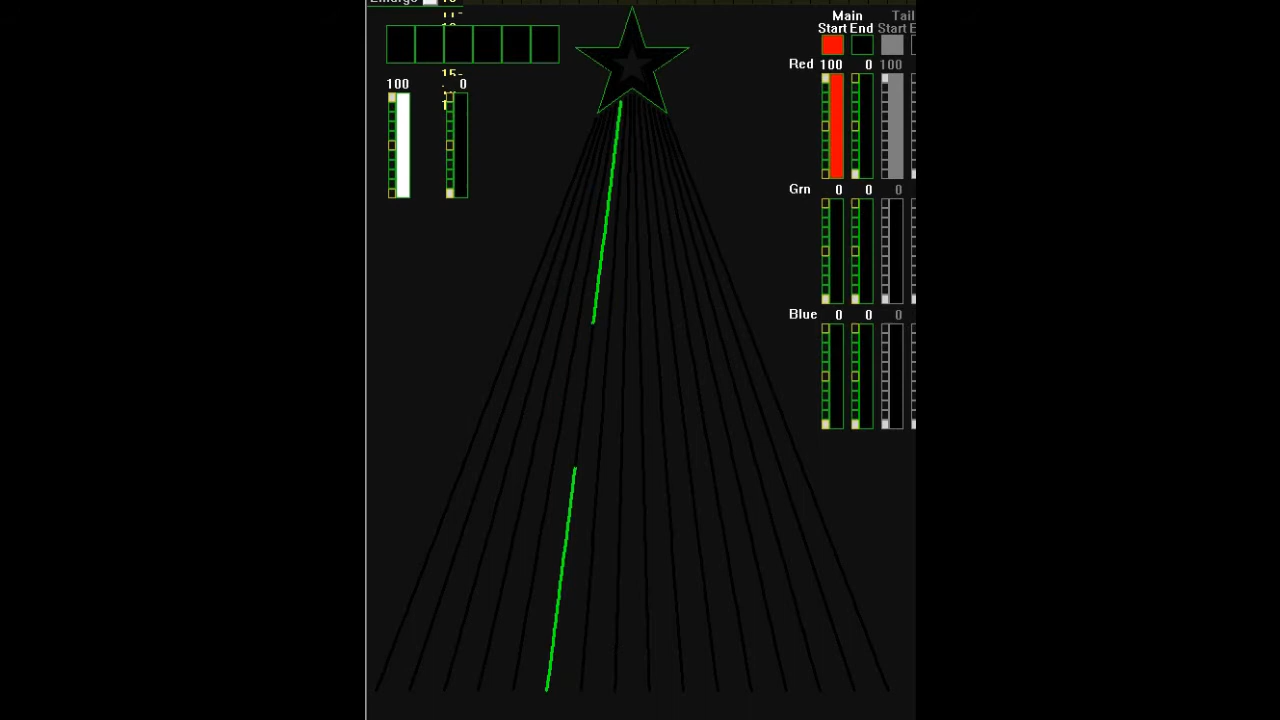 Main Tail
Start End Start E
Red 100 0 100
15-
100 0
Grn 0 0 0
Blue 0 0 0